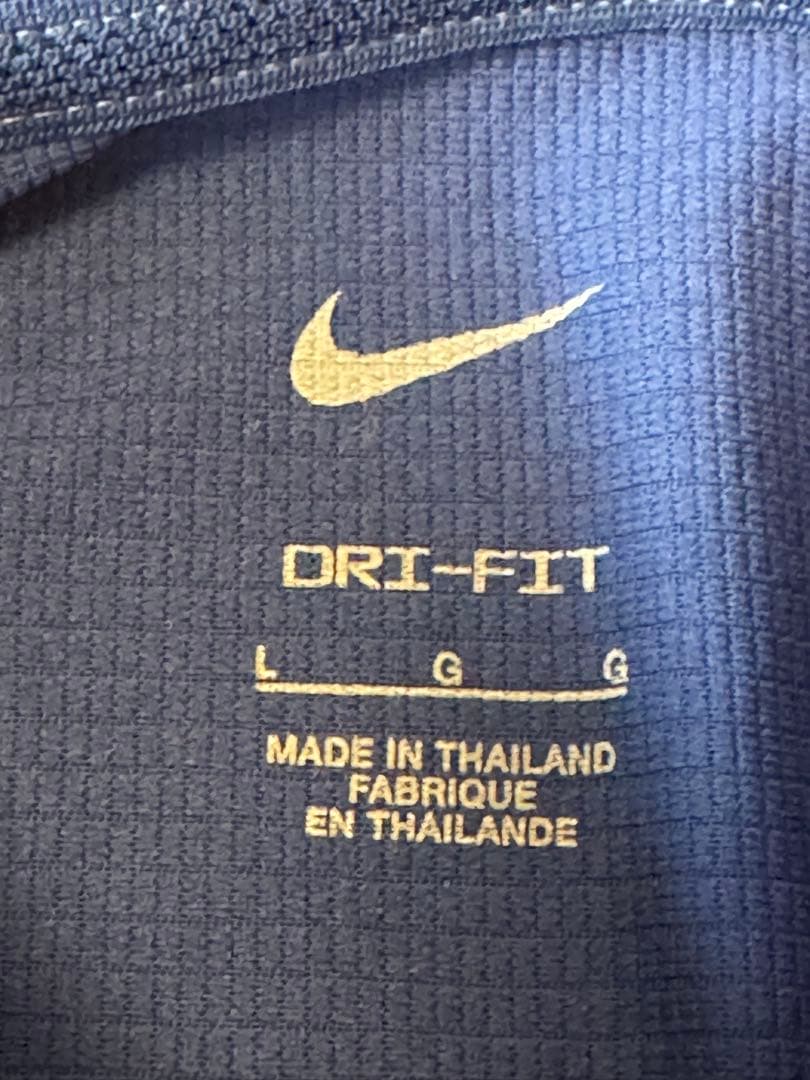 DRI-FIT
L G G
MADE IN THAILAND
FABRIQUE
EN THAILANDE